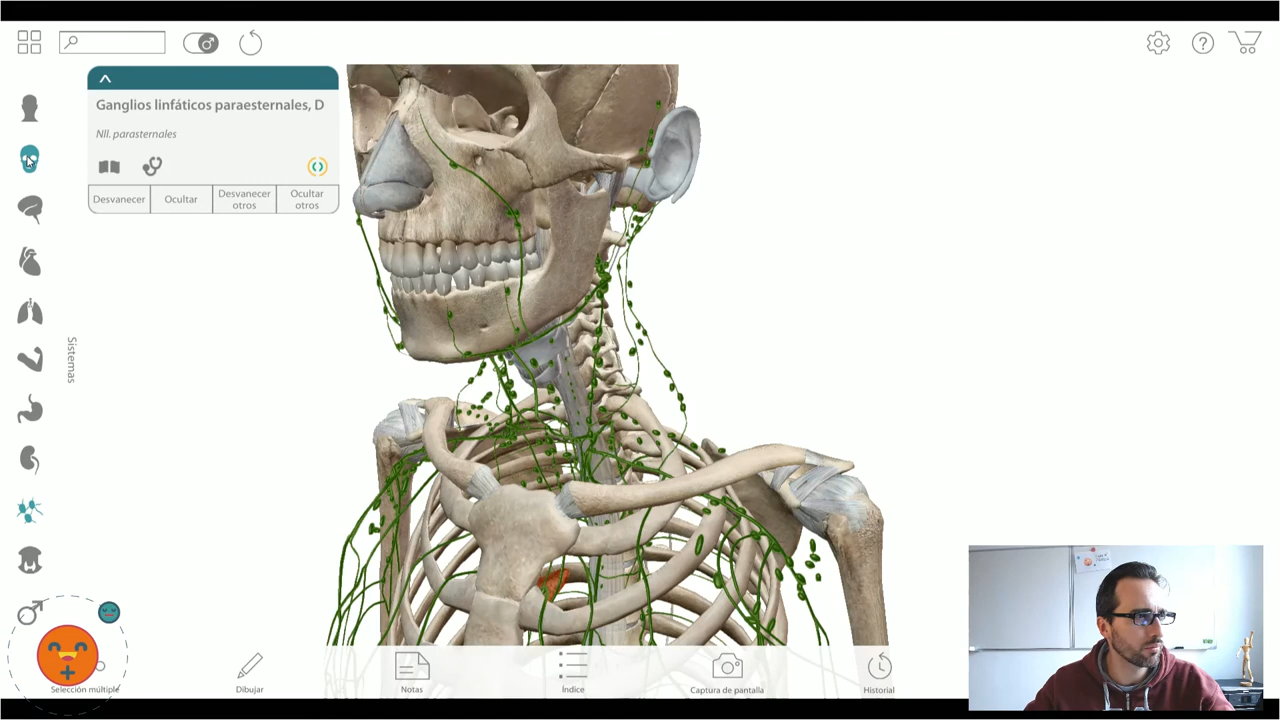 Ganglios linfáticos paraesternales, D
Nll. parasternales
Desvanecer
Ocultar
Desvanecer
otros
Ocultar
otros
Sistemas
Selección múltiple
Dibujar
Notas
Índice
Captura de pantalla
Historial